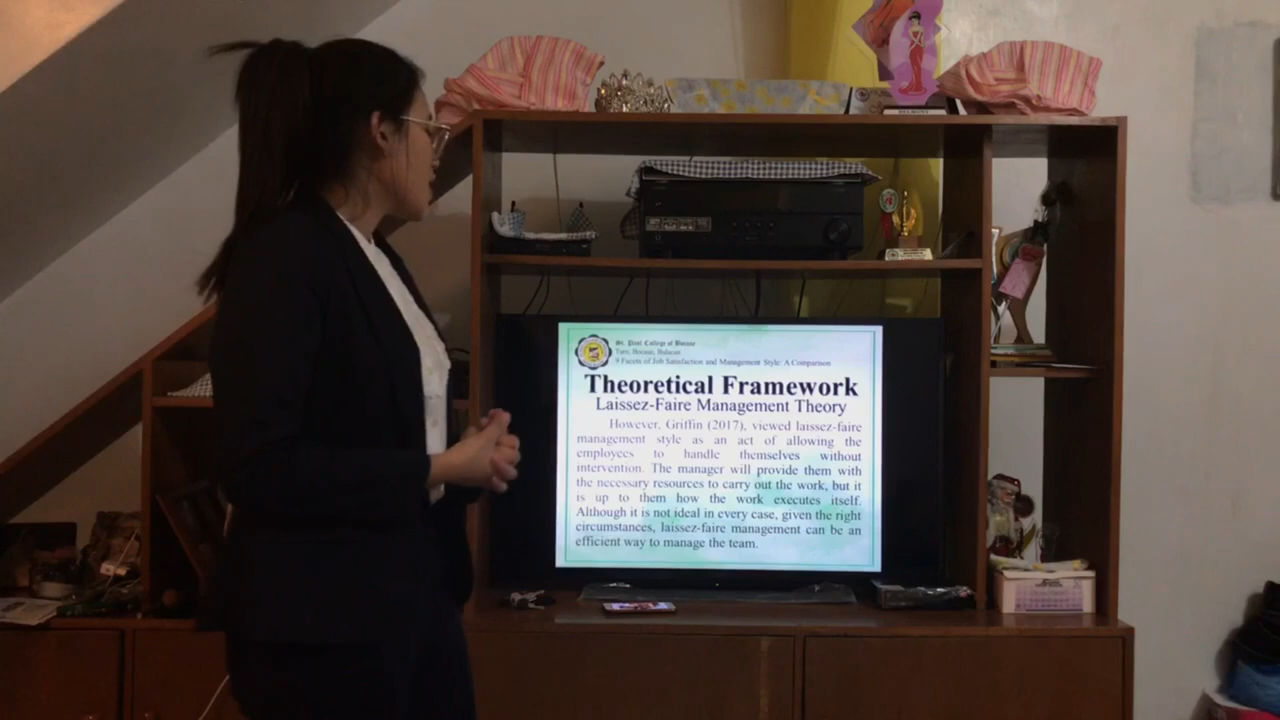 St. Paul College of Bocaue
Turo, Bocaue, Bulacan
9 Facets of Job Satisfaction and Management Style: A Comparison
Theoretical Framework
Laissez-Faire Management Theory
However, Griffin (2017), viewed laissez-faire
management style as an act of allowing the
employees to handle themselves without
intervention. The manager will provide them with
the necessary resources to carry out the work, but it
is up to them how the work executes itself.
Although it is not ideal in every case, given the right
circumstances, laissez-faire management can be an
efficient way to manage the team.